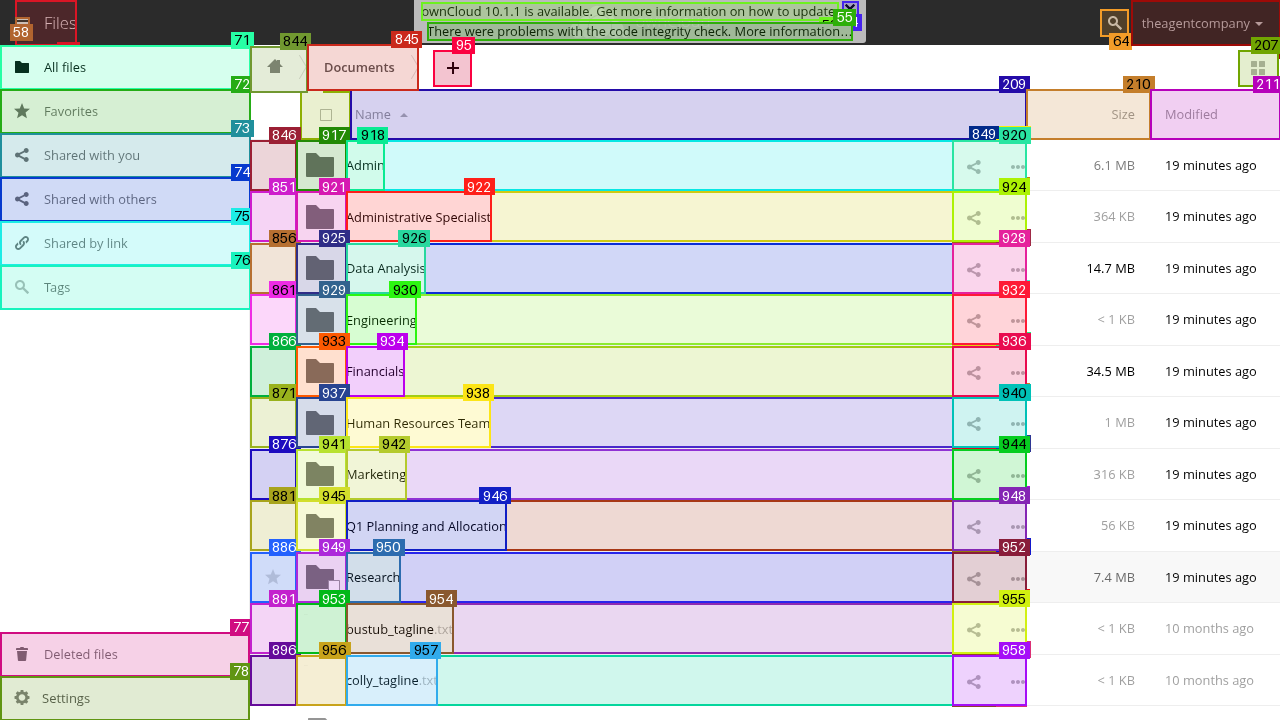 Files
ownCloud 10.1.1 is available. Get more information on how to update
There were problems with the code integrity check. More information...
55
58
64
theagentcompany
71
All files
72
Favorites
73
Shared with you
74
Shared with others
75
Shared by link
76
Tags
77
Deleted files
78
Settings
844
845
Documents
95
+
207
209
Name
210
Size
211
Modified
846 917 918 849 920
Admin 6.1 MB 19 minutes ago
851 921 922 924
Administrative Specialist 364 KB 19 minutes ago
856 925 926 928
Data Analysis 14.7 MB 19 minutes ago
861 929 930 932
Engineering < 1 KB 19 minutes ago
866 933 934 936
Financials 34.5 MB 19 minutes ago
871 937 938 940
Human Resources Team 1 MB 19 minutes ago
876 941 942 944
Marketing 316 KB 19 minutes ago
881 945 946 948
Q1 Planning and Allocation 56 KB 19 minutes ago
886 949 950 952
Research 7.4 MB 19 minutes ago
891 953 954 955
bustub_tagline.txt < 1 KB 10 months ago
896 956 957 958
colly_tagline.txt < 1 KB 10 months ago